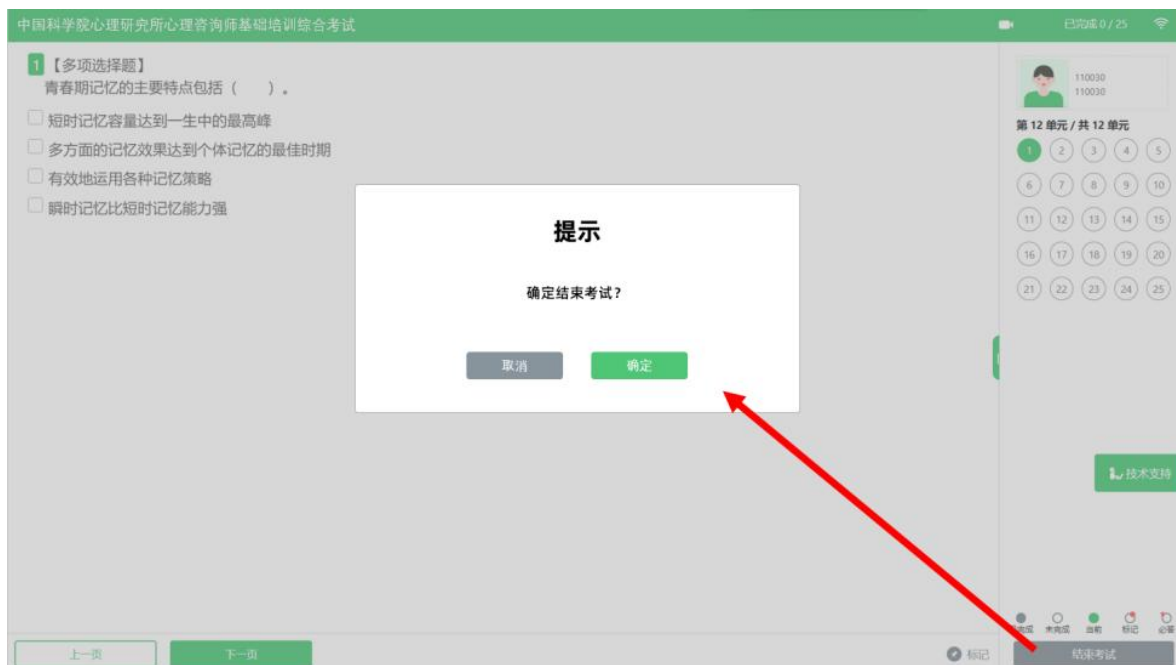 中国科学院心理研究所心理咨询师基础培训综合考试
已完成 0 / 25
1 【多项选择题】
青春期记忆的主要特点包括（ ）。
短时记忆容量达到一生中的最高峰
多方面的记忆效果达到个体记忆的最佳时期
有效地运用各种记忆策略
瞬时记忆比短时记忆能力强
110030
110030
第 12 单元 / 共 12 单元
1 2 3 4 5
6 7 8 9 10
11 12 13 14 15
16 17 18 19 20
21 22 23 24 25
提示
确定结束考试？
取消 确定
技术支持
未完成 当前 标记 必答
上一页 下一页 标记 结束考试